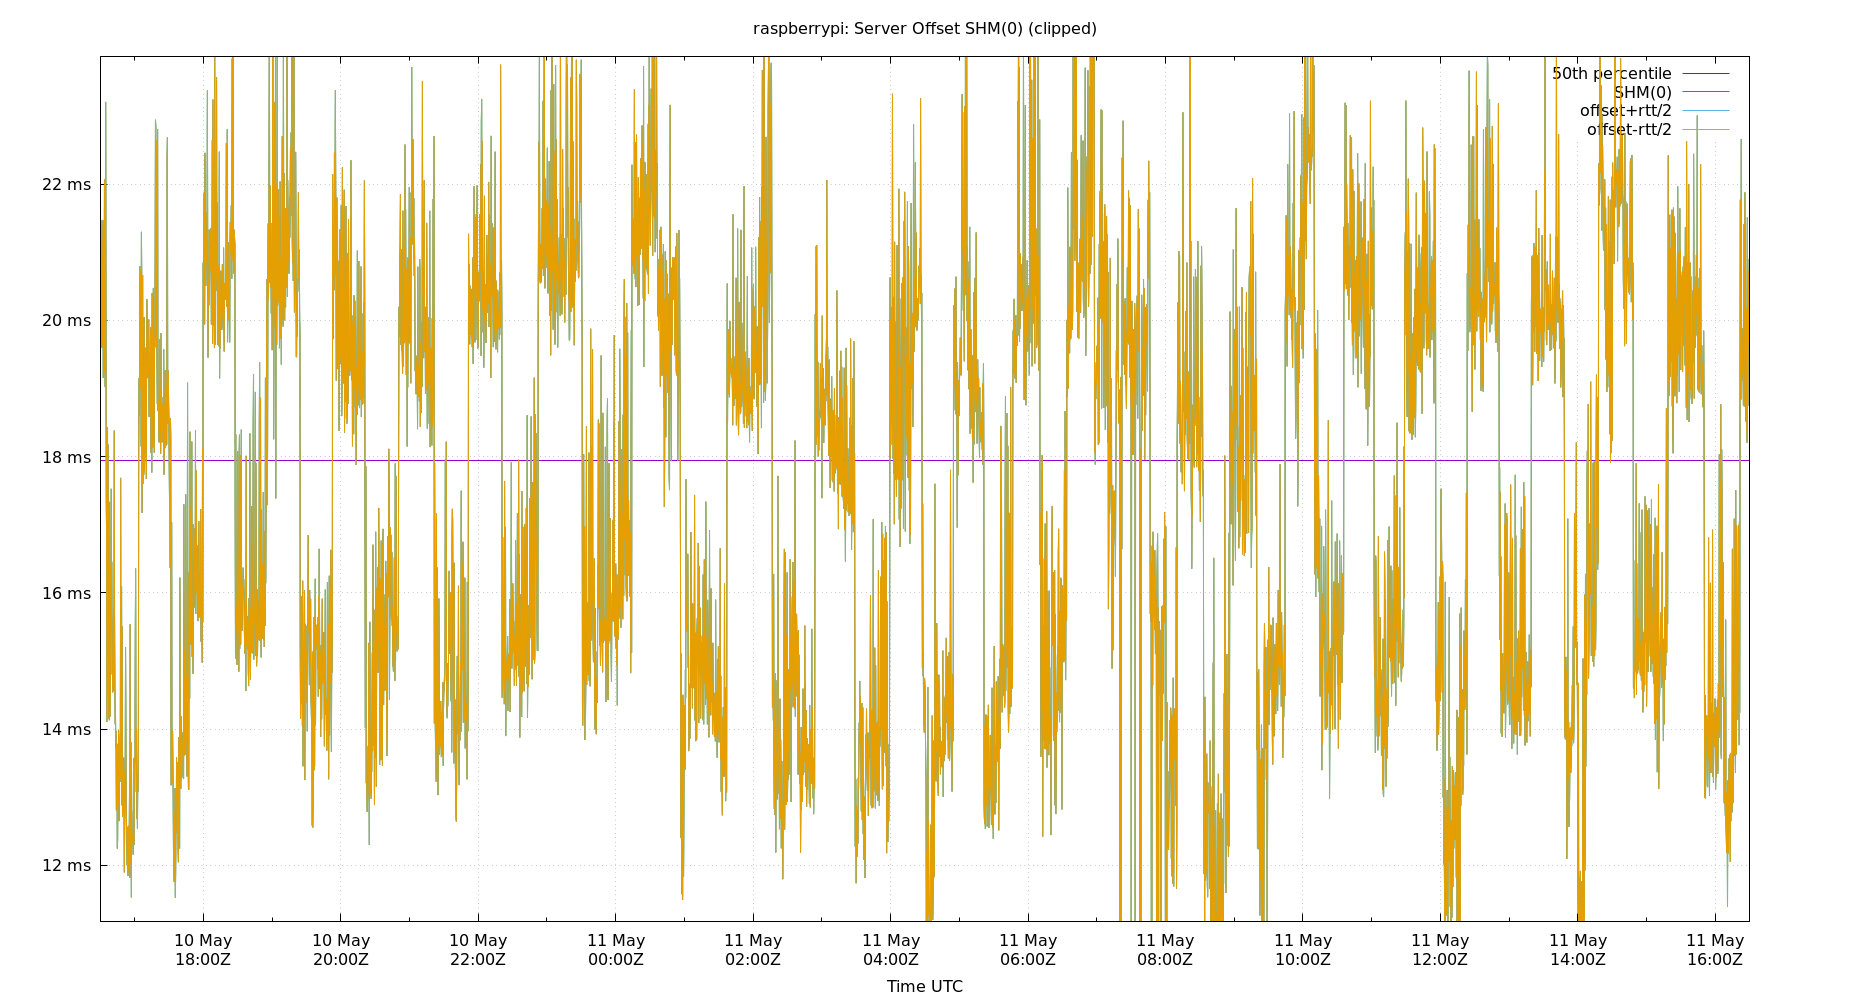 raspberrypi: Server Offset SHM(0) (clipped)
50th percentile
SHM(0)
offset+rtt/2
offset-rtt/2
22 ms
20 ms
18 ms
16 ms
14 ms
12 ms
10 May 10 May 10 May 11 May 11 May 11 May 11 May 11 May 11 May 11 May 11 May 11 May
18:00Z 20:00Z 22:00Z 00:00Z 02:00Z 04:00Z 06:00Z 08:00Z 10:00Z 12:00Z 14:00Z 16:00Z
Time UTC